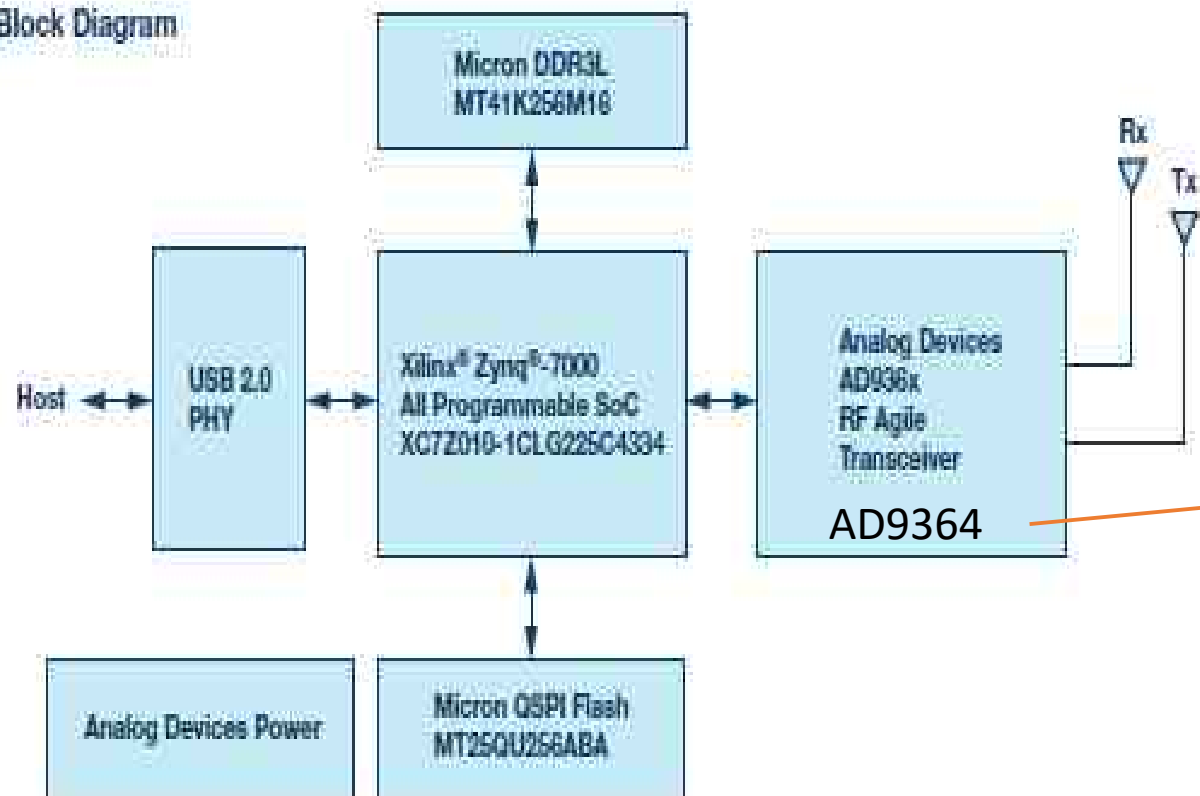 Block Diagram
Micron DDR3L
MT41K256M16
Rx
Tx
Host
USB 2.0
PHY
Xilinx® Zynq®-7000
All Programmable SoC
XC7Z010-1CLG225C4334
Analog Devices
AD936x
RF Agile
Transceiver
AD9364
Analog Devices Power
Micron QSPI Flash
MT25QU256ABA